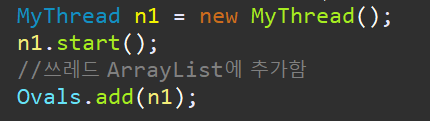 MyThread n1 = new MyThread();
n1.start();
//쓰레드 ArrayList에 추가함
Ovals.add(n1);